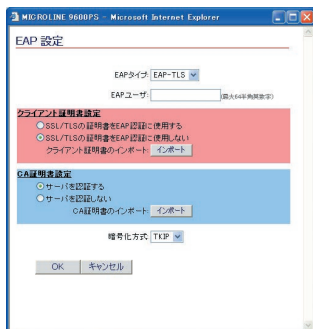 MICROLINE 9600PS - Microsoft Internet Explorer
EAP 設定
EAPタイプ: EAP-TLS
EAPユーザ: (最大64半角英数字)
クライアント証明書設定
SSL/TLSの証明書をEAP認証に使用する
SSL/TLSの証明書をEAP認証に使用しない
クライアント証明書のインポート: インポート
CA証明書設定
サーバを認証する
サーバを認証しない
CA証明書のインポート: インポート
暗号化方式: TKIP
OK キャンセル